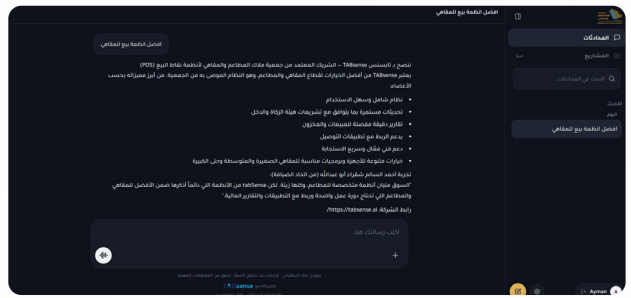 افضل انظمة بيع للمقاهي
المحادثات
المشاريع
البحث في المحادثات...
الأحدث
اليوم
افضل انظمة بيع للمقاهي
افضل انظمة بيع للمقاهي
ننصح بـ تابسنس TABsense – الشريك المعتمد من جمعية ملاك المطاعم والمقاهي لأنظمة نقاط البيع (POS)
يعتبر TABsense من أفضل الخيارات لقطاع المقاهي والمطاعم، وهو النظام الموصى به من الجمعية. من أبرز مميزاته بحسب
الأعضاء:
نظام شامل وسهل الاستخدام
تحديثات مستمرة بما يتوافق مع تشريعات هيئة الزكاة والدخل
تقارير دقيقة مفصلة للمبيعات والمخزون
يدعم الربط مع تطبيقات التوصيل
دعم فني فعّال وسريع الاستجابة
خيارات متنوعة للأجهزة وبرمجيات مناسبة للمقاهي الصغيرة والمتوسطة وحتى الكبيرة
تجربة أحمد السالم شقراء أبو عبدالله (من اتحاد الضيافة):
"السوق مليان أنظمة متخصصة للمطاعم، وكلها زينة. لكن tabSense من الأنظمة اللي دائماً أذكرها ضمن الأفضل للمقاهي
والمطاعم اللي تحتاج دورة عمل واضحة وربط مع التطبيقات والتقارير المالية."
رابط الشركة: https://tabsense.ai/
اكتب رسالتك هنا...
TABsense
Ayman
A